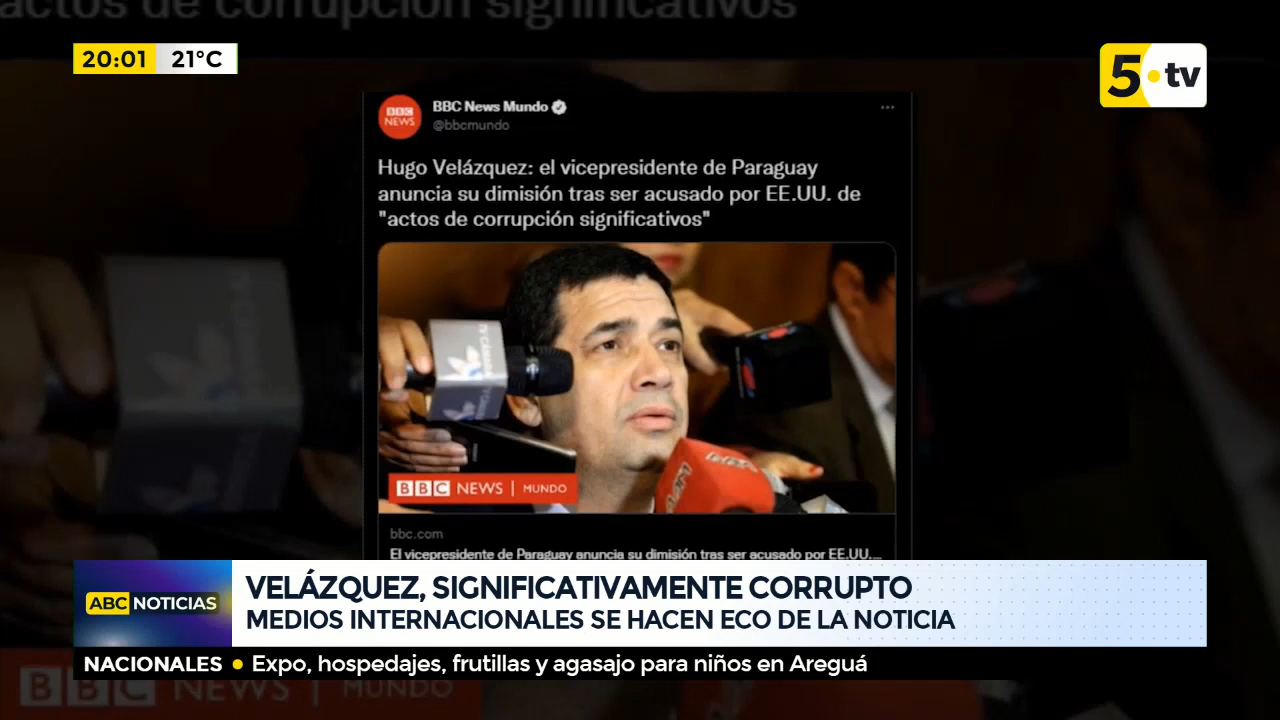 actos de corrupción significativos"
20:01 21°C
5 tv
BBC NEWS
BBC News Mundo
@bbcmundo
Hugo Velázquez: el vicepresidente de Paraguay
anuncia su dimisión tras ser acusado por EE.UU. de
"actos de corrupción significativos"
BBC NEWS | MUNDO
bbc.com
El vicepresidente de Paraguay anuncia su dimisión tras ser acusado por EE.UU....
ABC NOTICIAS
VELÁZQUEZ, SIGNIFICATIVAMENTE CORRUPTO
MEDIOS INTERNACIONALES SE HACEN ECO DE LA NOTICIA
NACIONALES • Expo, hospedajes, frutillas y agasajo para niños en Areguá
BBC NEWS MUNDO